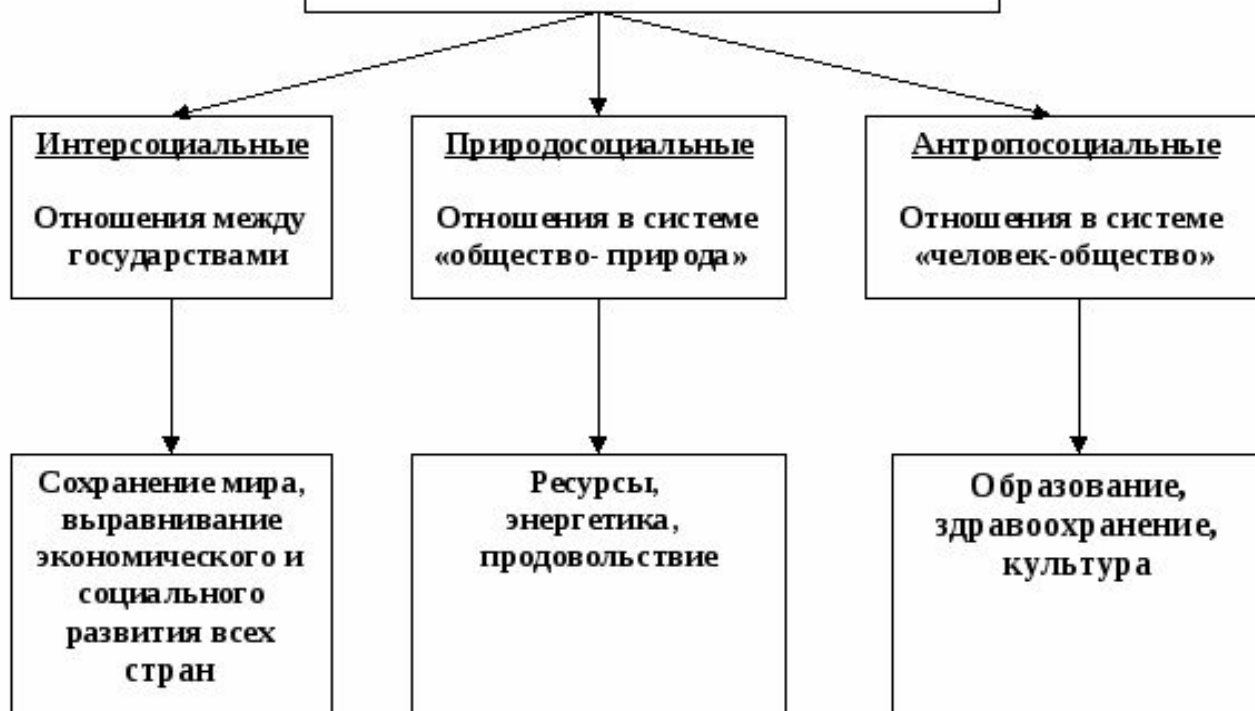 Интерсоциальные
Отношения между
государствами
Природосоциальные
Отношения в системе
«общество- природа»
Антропосоциальные
Отношения в системе
«человек-общество»
Сохранение мира,
выравнивание
экономического и
социального
развития всех
стран
Ресурсы,
энергетика,
продовольствие
Образование,
здравоохранение,
культура